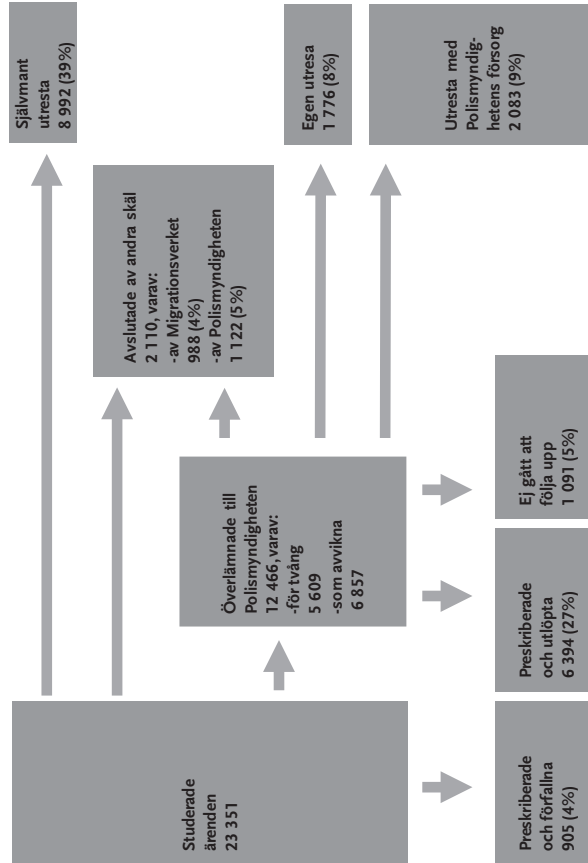 Studerade
ärenden
23 351
Självmant
utresta
8 992 (39%)
Avslutade av andra skäl
2 110, varav:
-av Migrationsverket
988 (4%)
-av Polismyndigheten
1 122 (5%)
Överlämnade till
Polismyndigheten
12 466, varav:
-för tvång
5 609
-som avvikna
6 857
Egen utresa
1 776 (8%)
Utresta med
Polismyndig-
hetens försorg
2 083 (9%)
Preskriberade
och förfallna
905 (4%)
Preskriberade
och utlöpta
6 394 (27%)
Ej gått att
följa upp
1 091 (5%)